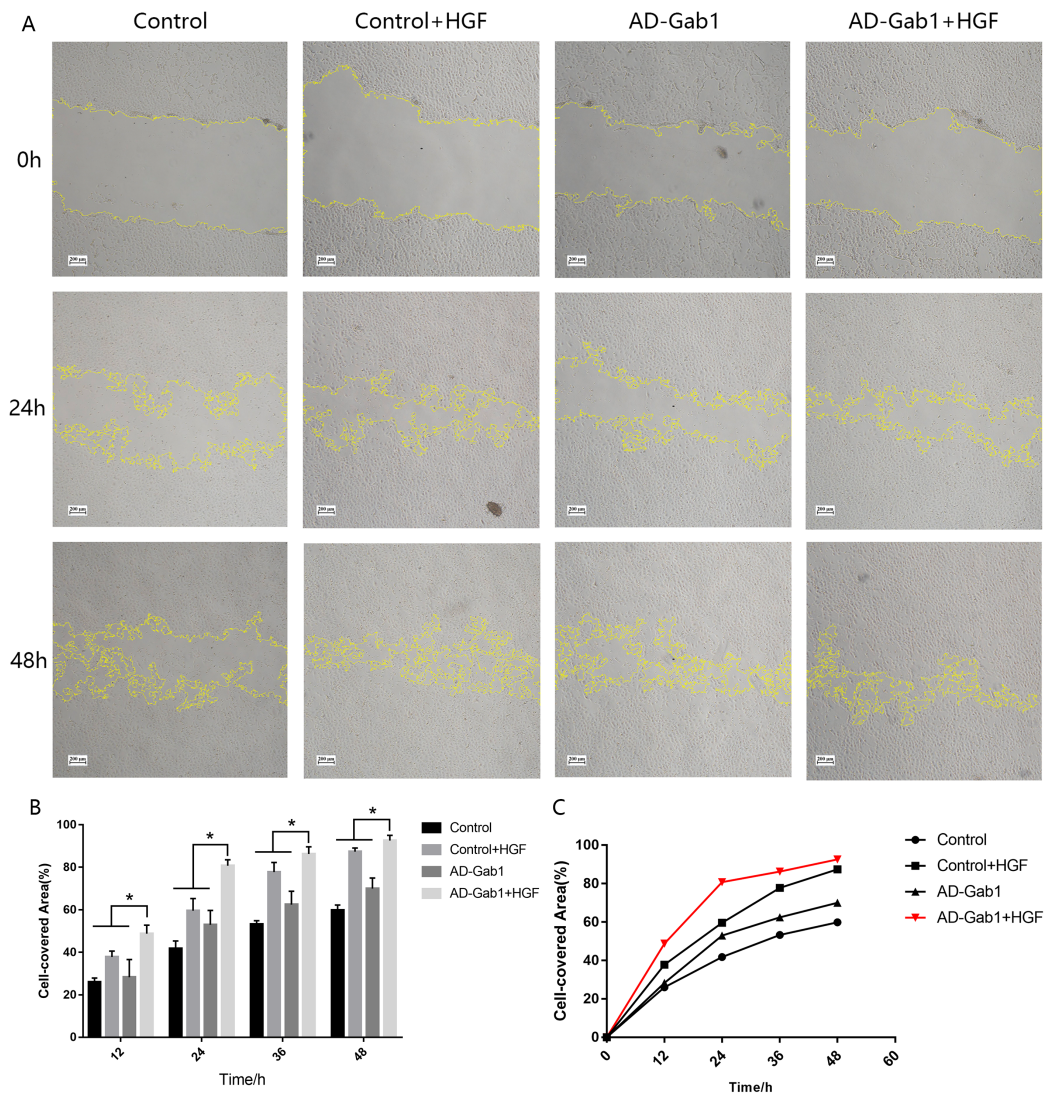 A
Control
Control+HGF
AD-Gab1
AD-Gab1+HGF
0h
200 μm
200 μm
200 μm
200 μm
24h
200 μm
200 μm
200 μm
200 μm
48h
200 μm
200 μm
200 μm
200 μm
B
Cell-covered Area(%)
100
80
60
40
20
0
*
*
*
*
12
24
36
48
Time/h
Control
Control+HGF
AD-Gab1
AD-Gab1+HGF
C
Cell-covered Area(%)
100
80
60
40
20
0
0
12
24
36
48
60
Time/h
Control
Control+HGF
AD-Gab1
AD-Gab1+HGF